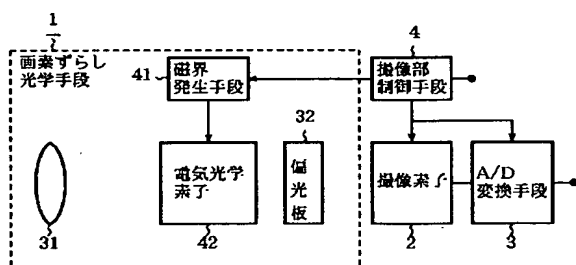 1
画素ずらし
光学手段
41
磁界
発生手段
4
撮像部
制御手段
32
電気光学
素子
偏光板
撮像素子
A/D
変換手段
31
42
2
3